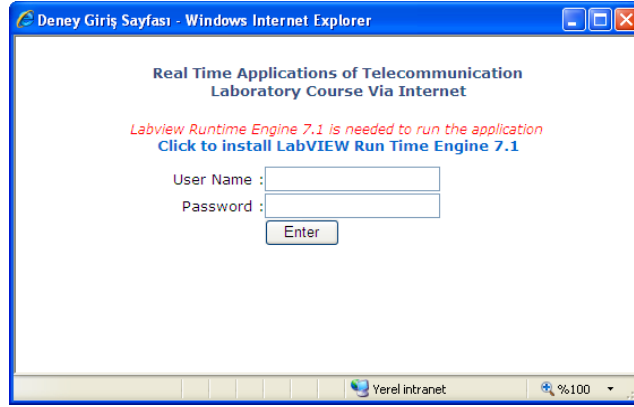 Deney Giriş Sayfası - Windows Internet Explorer
Real Time Applications of Telecommunication
Laboratory Course Via Internet
Labview Runtime Engine 7.1 is needed to run the application
Click to install LabVIEW Run Time Engine 7.1
User Name :
Password :
Enter
Yerel intranet %100